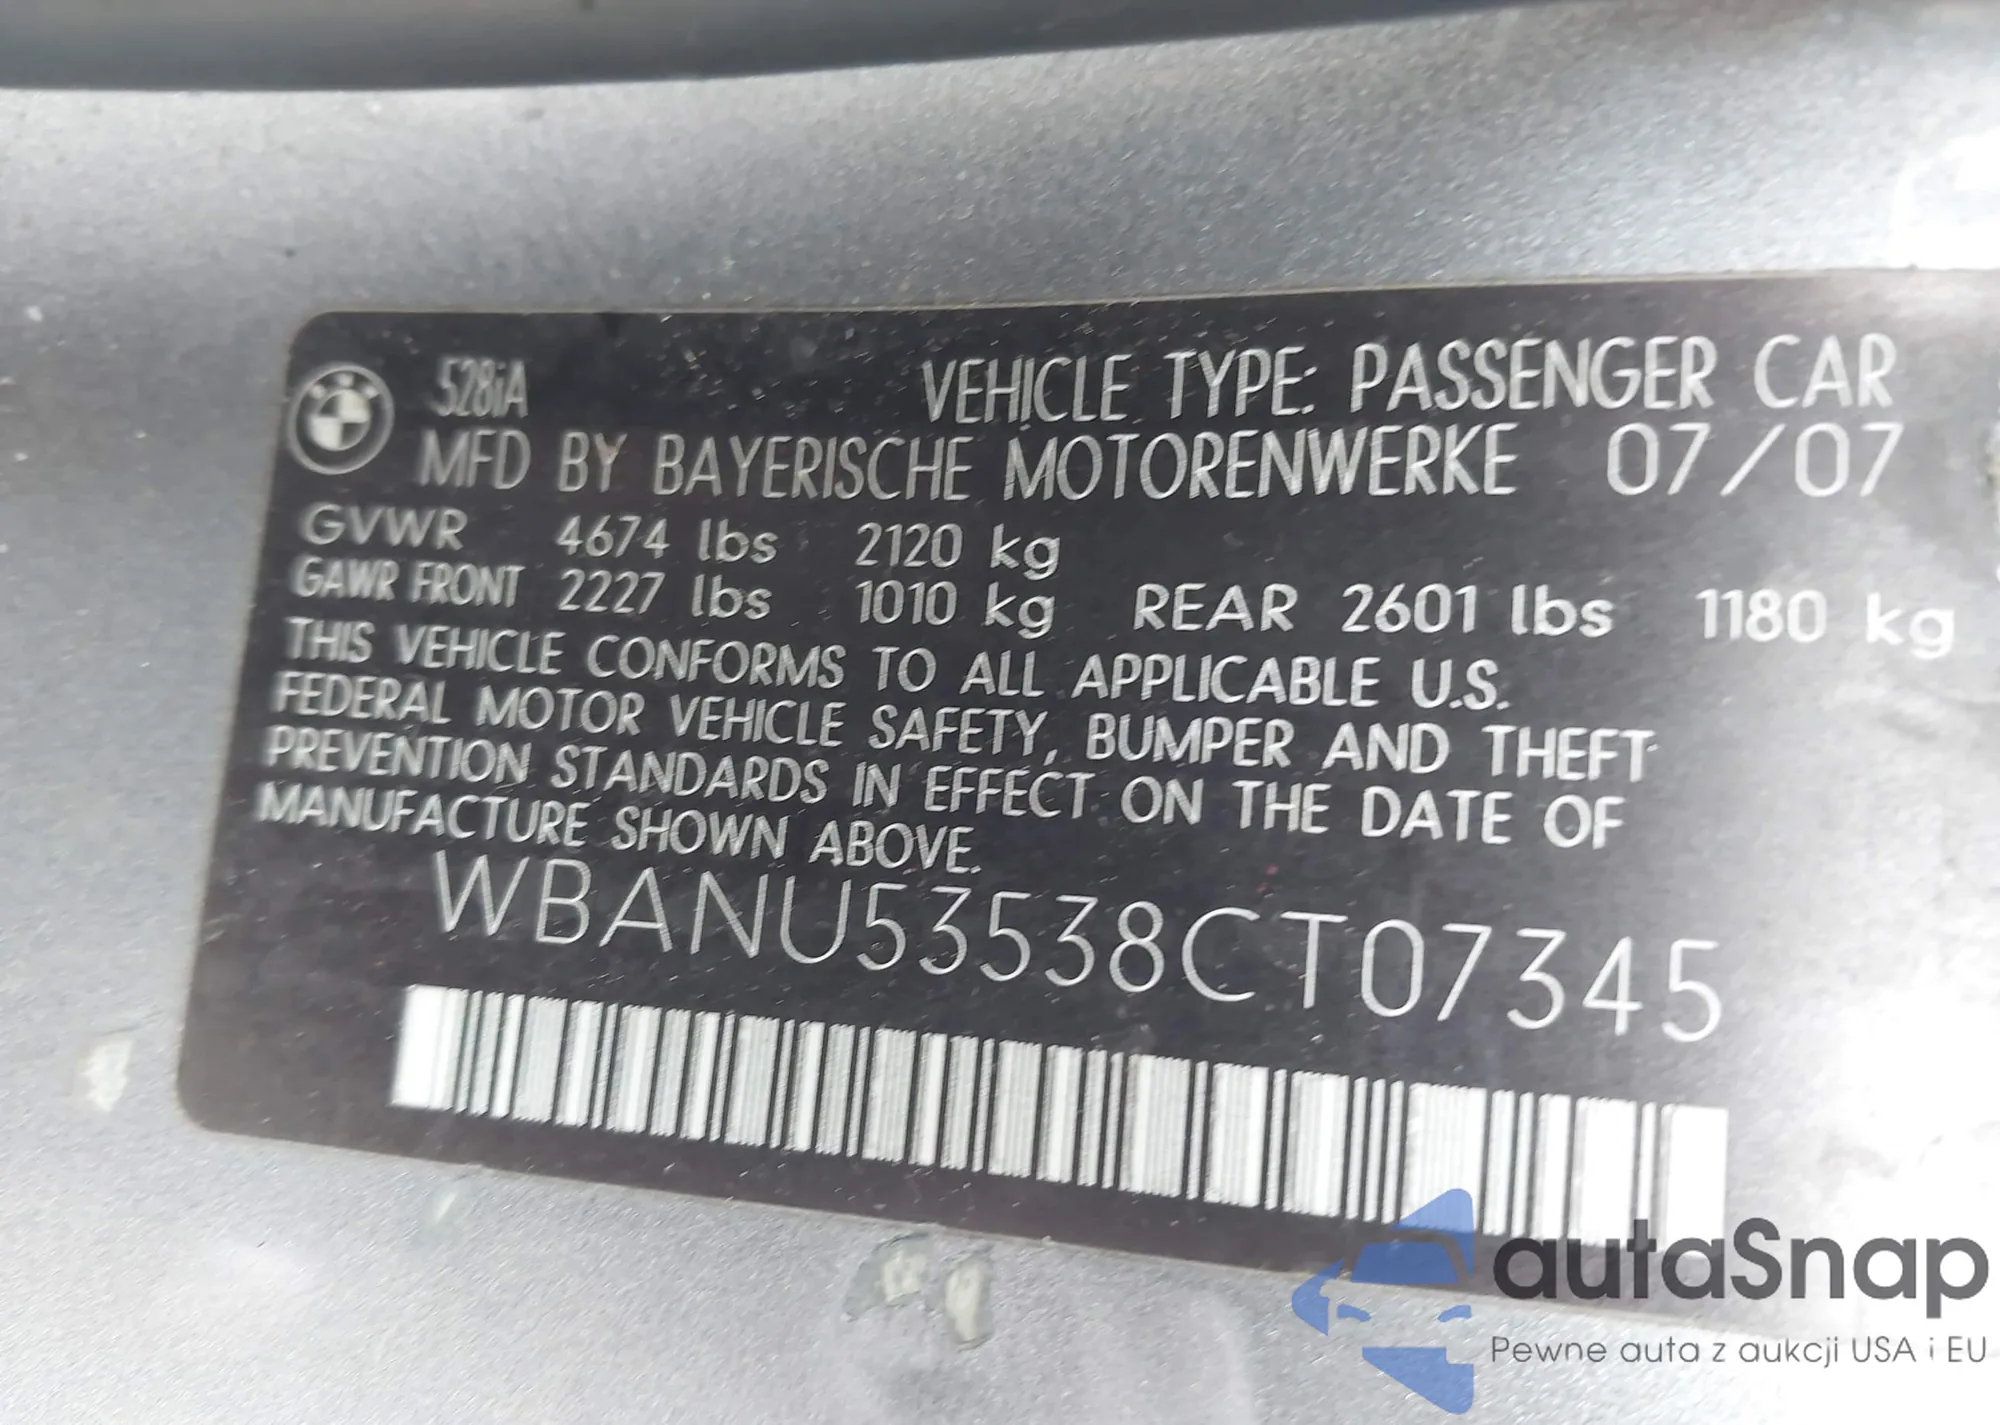 528iA VEHICLE TYPE: PASSENGER CAR
MFD BY BAYERISCHE MOTORENWERKE 07/07
GVWR 4674 lbs 2120 kg
GAWR FRONT 2227 lbs 1010 kg REAR 2601 lbs 1180 kg
THIS VEHICLE CONFORMS TO ALL APPLICABLE U.S.
FEDERAL MOTOR VEHICLE SAFETY, BUMPER AND THEFT
PREVENTION STANDARDS IN EFFECT ON THE DATE OF
MANUFACTURE SHOWN ABOVE.
WBANU53538CT07345
autaSnap
Pewne auta z aukcji USA i EU